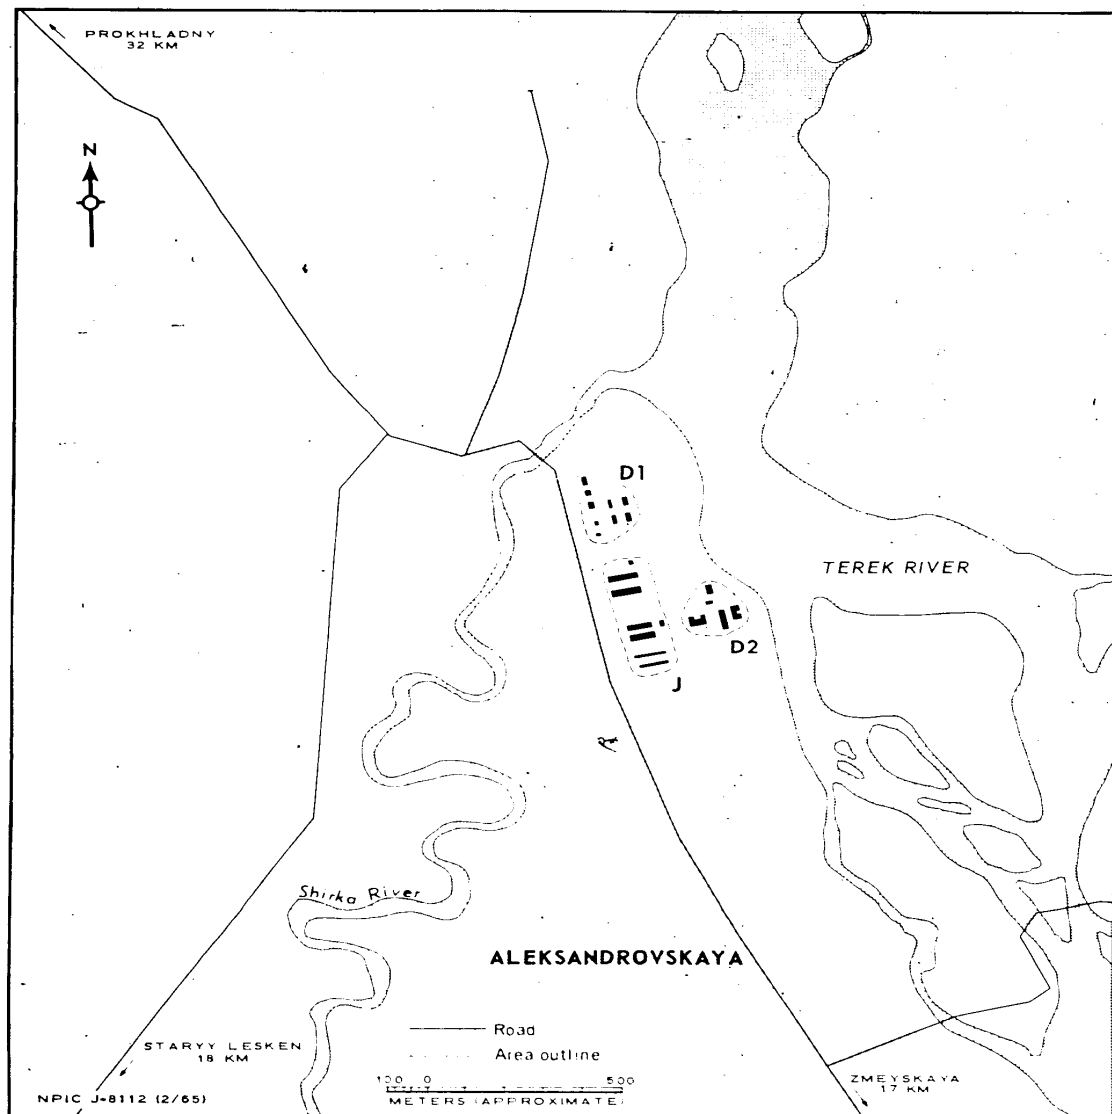 PROKHLADNY
32 KM
N
D1
TEREK RIVER
D2
J
Shirka River
ALEKSANDROVSKAYA
Road
Area outline
STARYY LESKEN
18 KM
100 0 500
METERS (APPROXIMATE)
ZMEYSKAYA
17 KM
NPIC J-8112 (2/65)